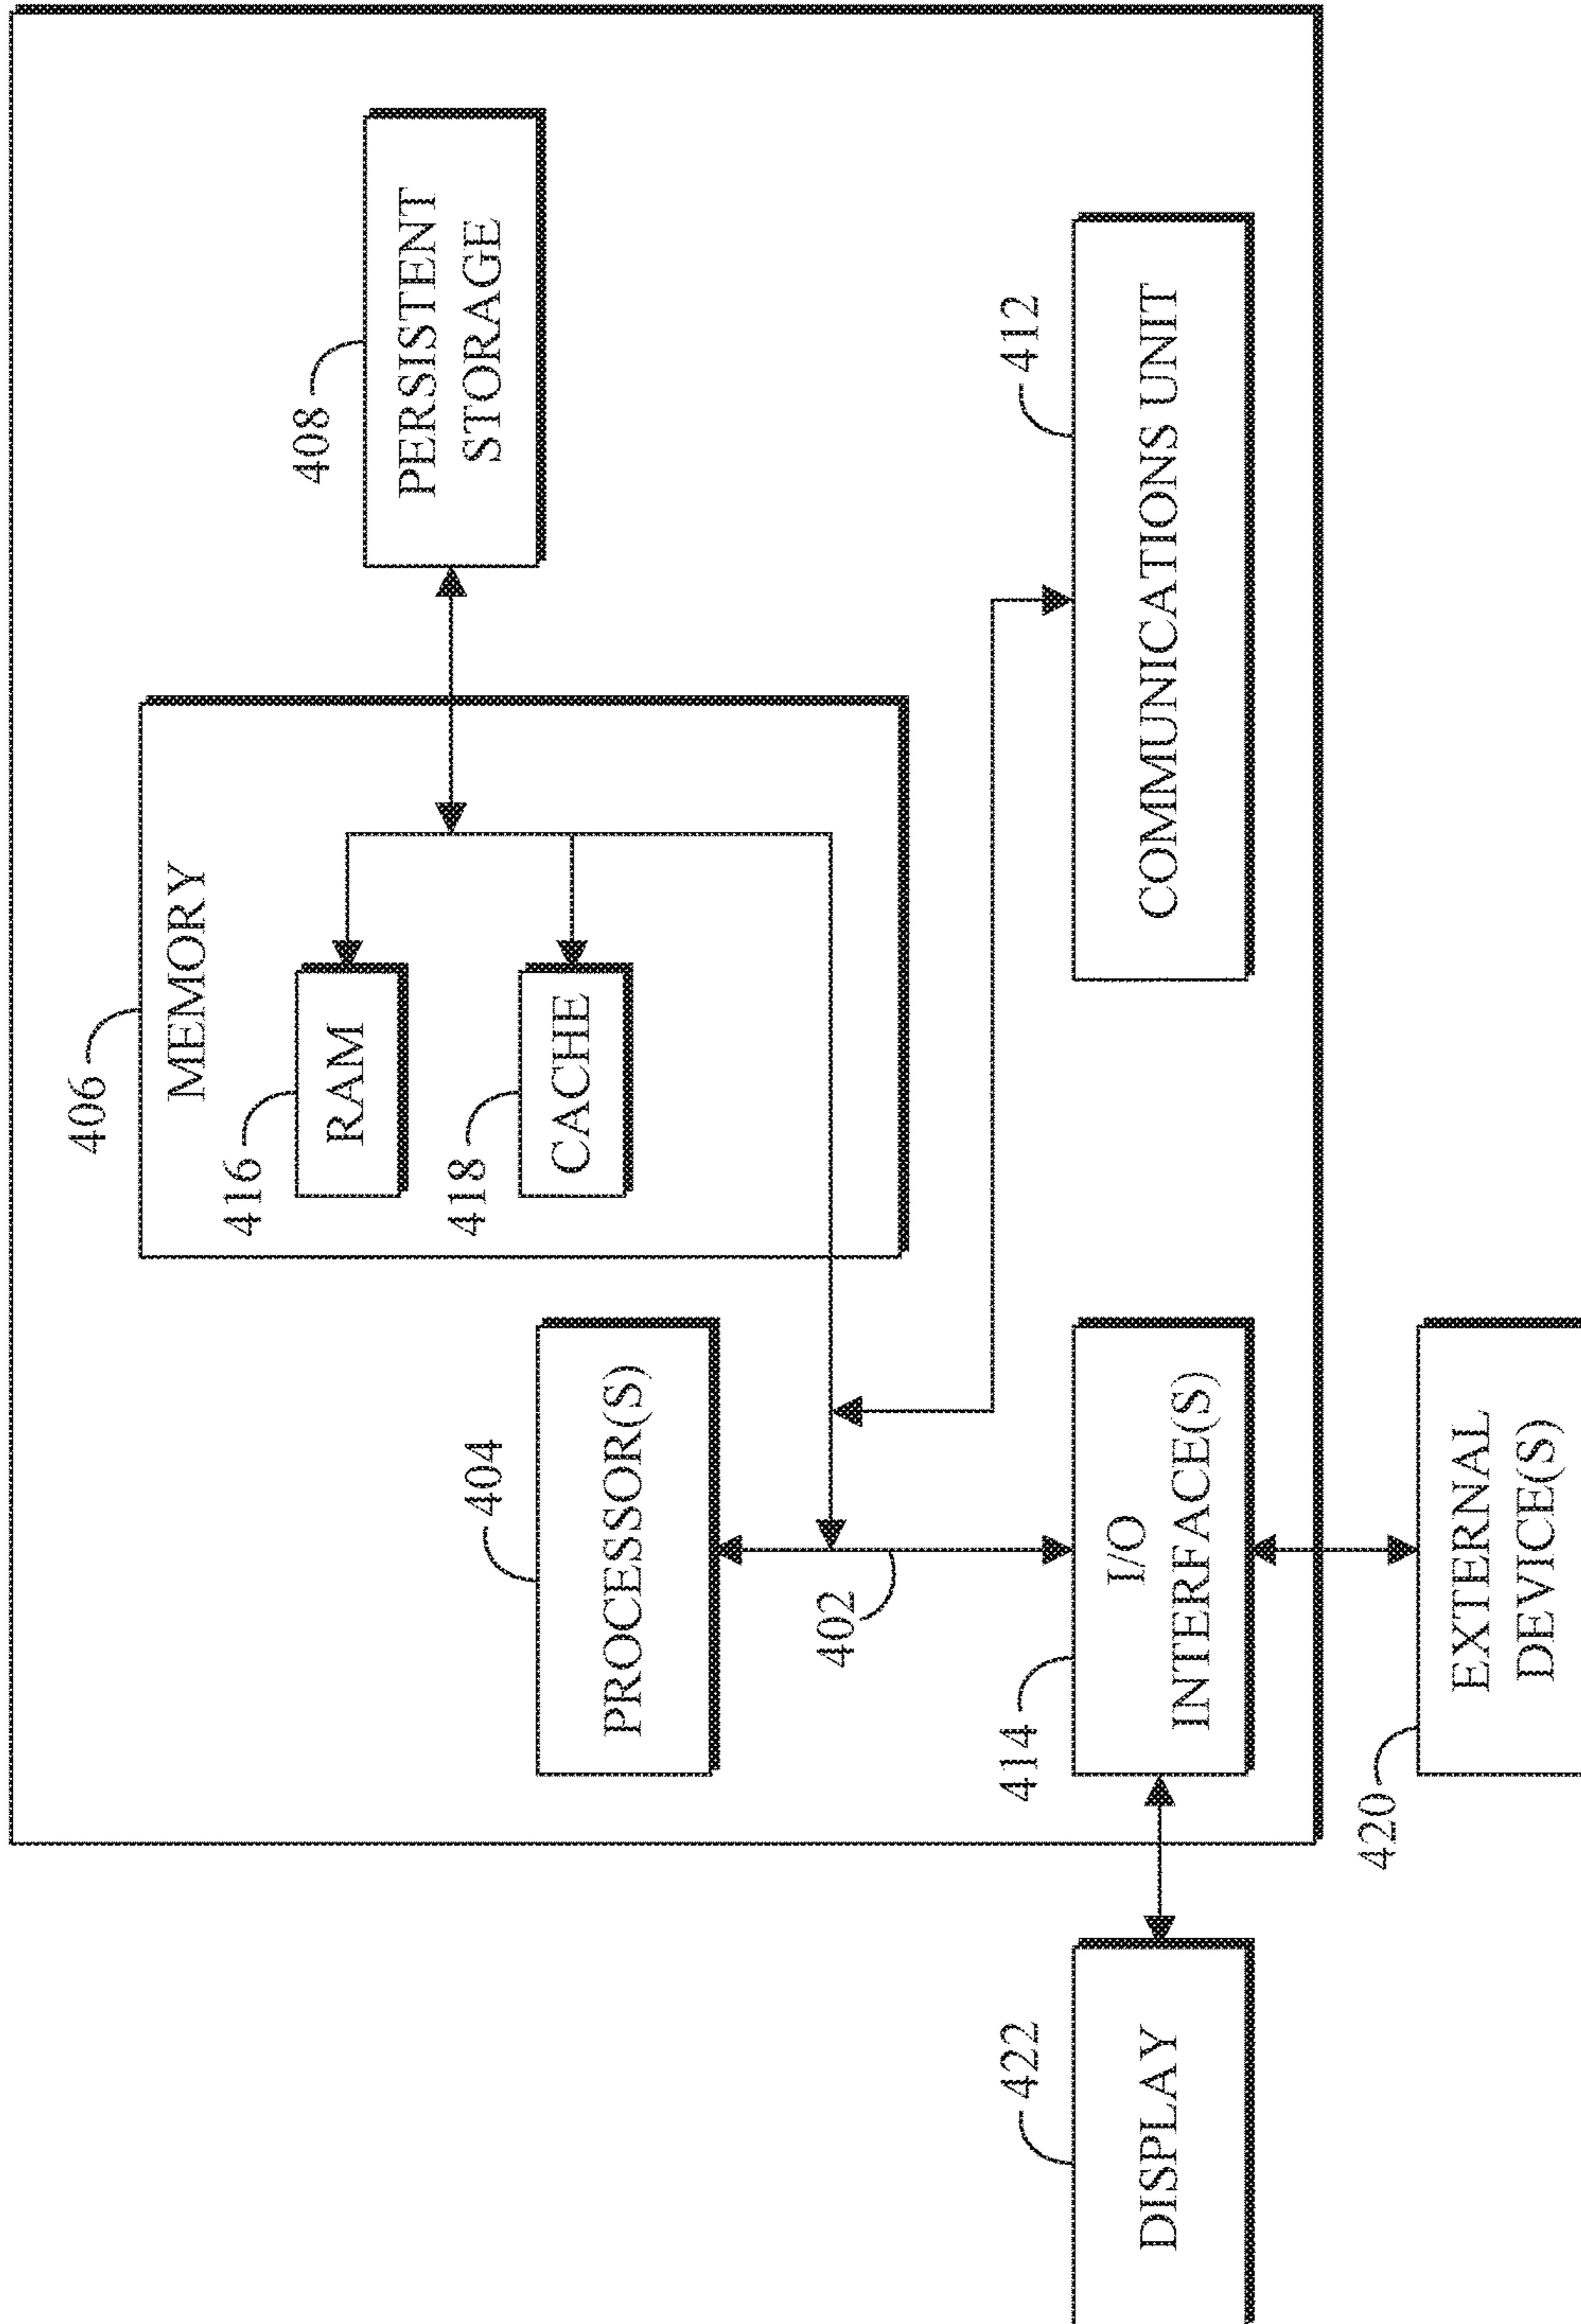 406
MEMORY
416
RAM
418
CACHE
408
PERSISTENT
STORAGE
404
PROCESSOR(S)
402
422
DISPLAY
414
I/O
INTERFACE(S)
412
COMMUNICATIONS UNIT
420
EXTERNAL
DEVICE(S)